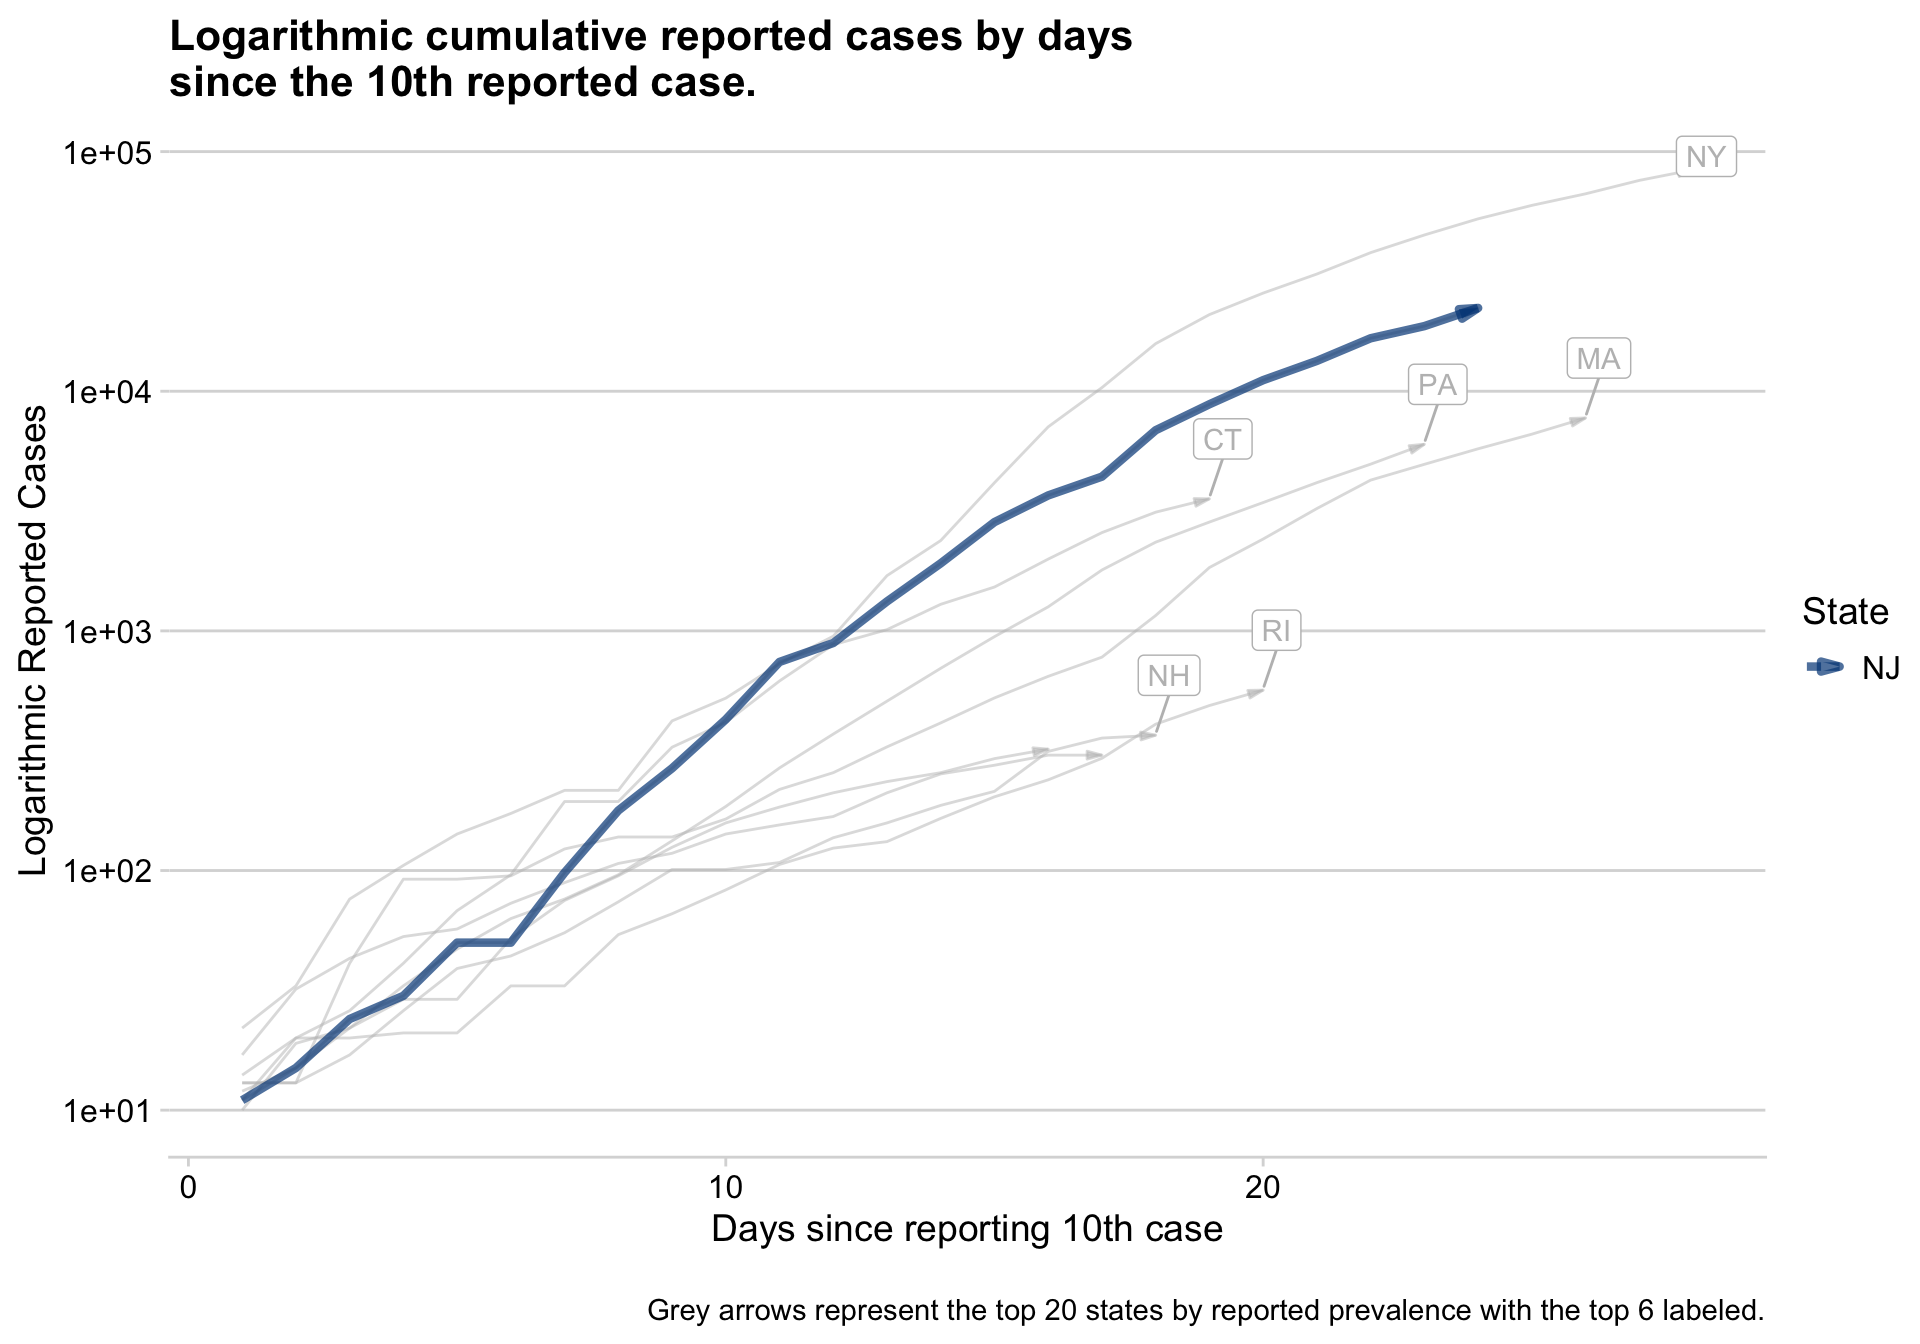 Logarithmic cumulative reported cases by days
since the 10th reported case.
1e+05
1e+04
1e+03
1e+02
1e+01
Logarithmic Reported Cases
NY
MA
PA
CT
RI
NH
State
NJ
0
10
20
Days since reporting 10th case
Grey arrows represent the top 20 states by reported prevalence with the top 6 labeled.